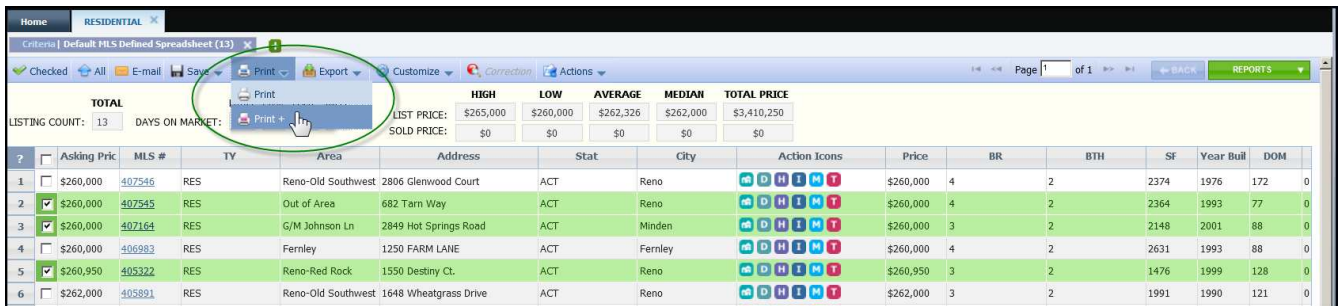 Home RESIDENTIAL
Criteria | Default MLS Defined Spreadsheet (13)
Checked All E-mail Save Print Export Customize Correction Actions Page 1 of 1 BACK REPORTS
Print
Print +
HIGH LOW AVERAGE MEDIAN TOTAL PRICE
TOTAL
LISTING COUNT: 13 DAYS ON MARKET: LIST PRICE: $265,000 $260,000 $262,326 $262,000 $3,410,250
SOLD PRICE: $0 $0 $0 $0 $0
? Asking Pric MLS # TY Area Address Stat City Action Icons Price BR BTH SF Year Buil DOM
1 $260,000 407546 RES Reno-Old Southwest 2806 Glenwood Court ACT Reno D H I M T $260,000 4 2 2374 1976 172 0
2 $260,000 407545 RES Out of Area 682 Tarn Way ACT Reno D H I M T $260,000 4 2 2364 1993 77 0
3 $260,000 407164 RES G/M Johnson Ln 2849 Hot Springs Road ACT Minden D H I M T $260,000 3 2 2148 2001 88 0
4 $260,000 406983 RES Fernley 1250 FARM LANE ACT Fernley D H I M T $260,000 4 2 2631 1993 88 0
5 $260,950 405322 RES Reno-Red Rock 1550 Destiny Ct. ACT Reno D H I M T $260,950 3 2 1476 1999 128 0
6 $262,000 405891 RES Reno-Old Southwest 1648 Wheatgrass Drive ACT Reno D H I M T $262,000 3 2 1991 1990 121 0